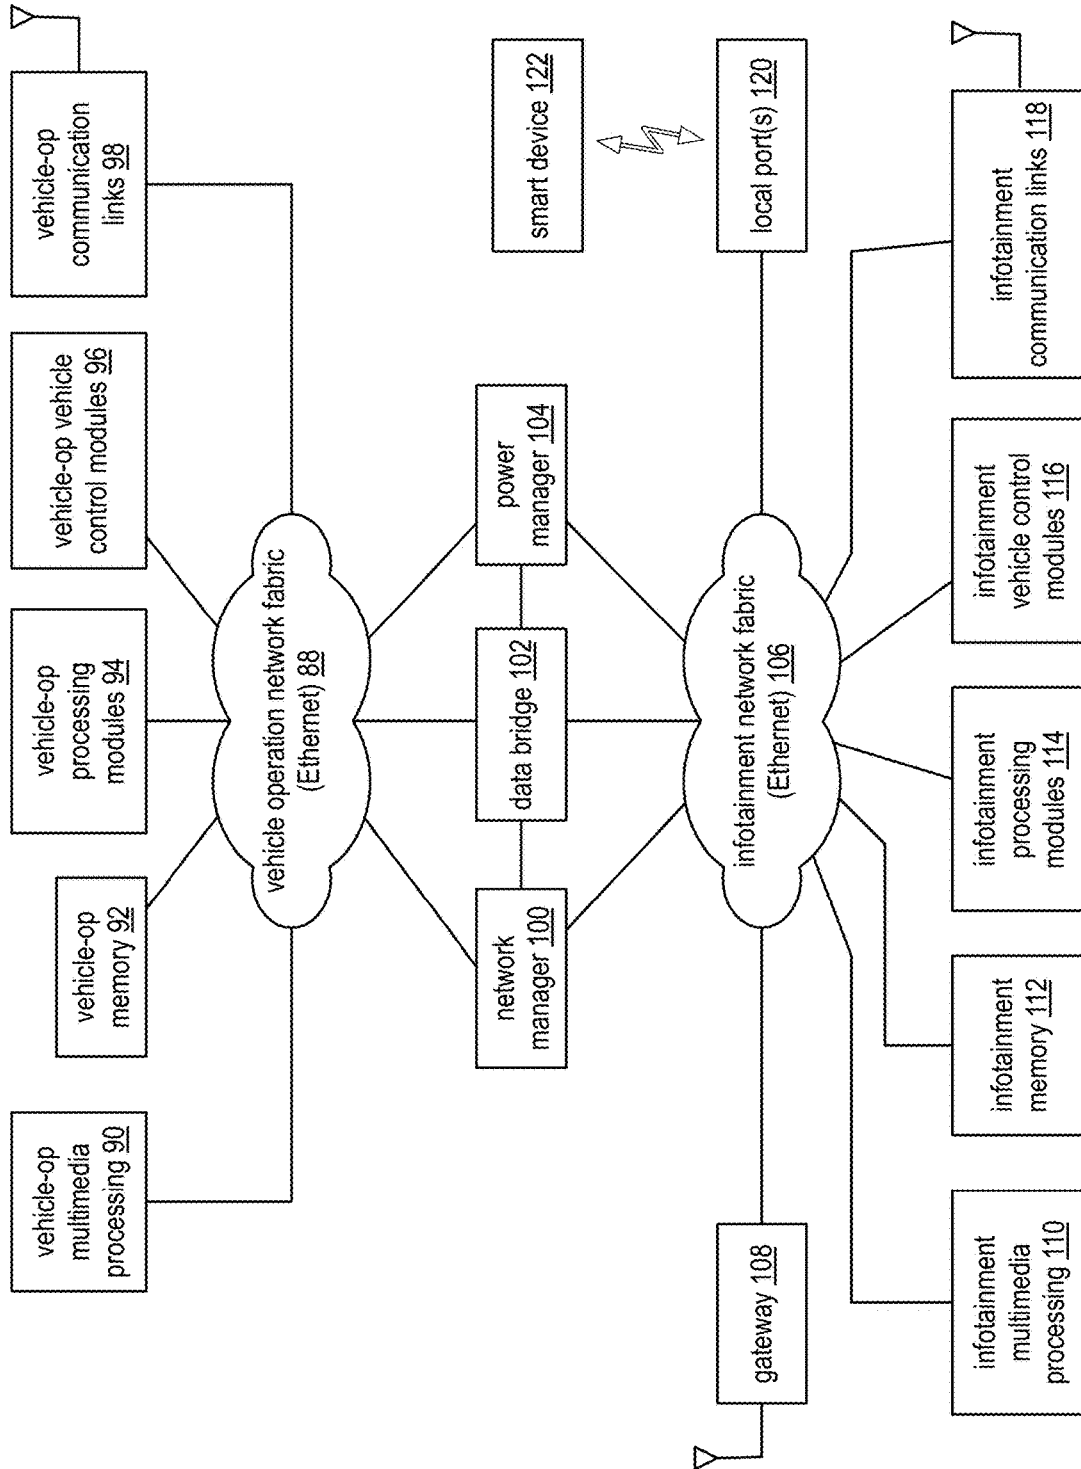 vehicle-op
multimedia
processing 90
vehicle-op
memory 92
vehicle-op
processing
modules 94
vehicle-op vehicle
control modules 96
vehicle-op
communication
links 98
vehicle operation network fabric
(Ethernet) 88
network
manager 100
data bridge 102
power
manager 104
smart device 122
gateway 108
infotainment network fabric
(Ethernet) 106
local port(s) 120
infotainment
multimedia
processing 110
infotainment
memory 112
infotainment
processing
modules 114
infotainment
vehicle control
modules 116
infotainment
communication links 118